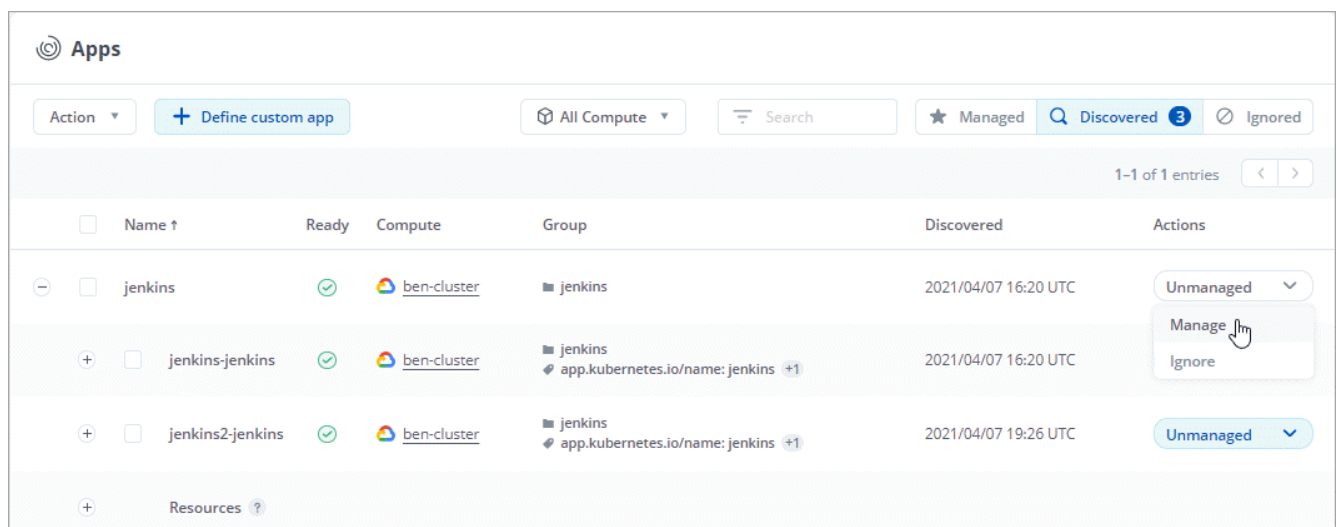 Apps
Action
+ Define custom app
All Compute
Search
Managed
Discovered 3
Ignored
1–1 of 1 entries
Name ↑ Ready Compute Group Discovered Actions
jenkins ben-cluster jenkins 2021/04/07 16:20 UTC Unmanaged
Manage
jenkins-jenkins ben-cluster jenkins 2021/04/07 16:20 UTC
app.kubernetes.io/name: jenkins +1
Ignore
jenkins2-jenkins ben-cluster jenkins 2021/04/07 19:26 UTC Unmanaged
app.kubernetes.io/name: jenkins +1
Resources ?